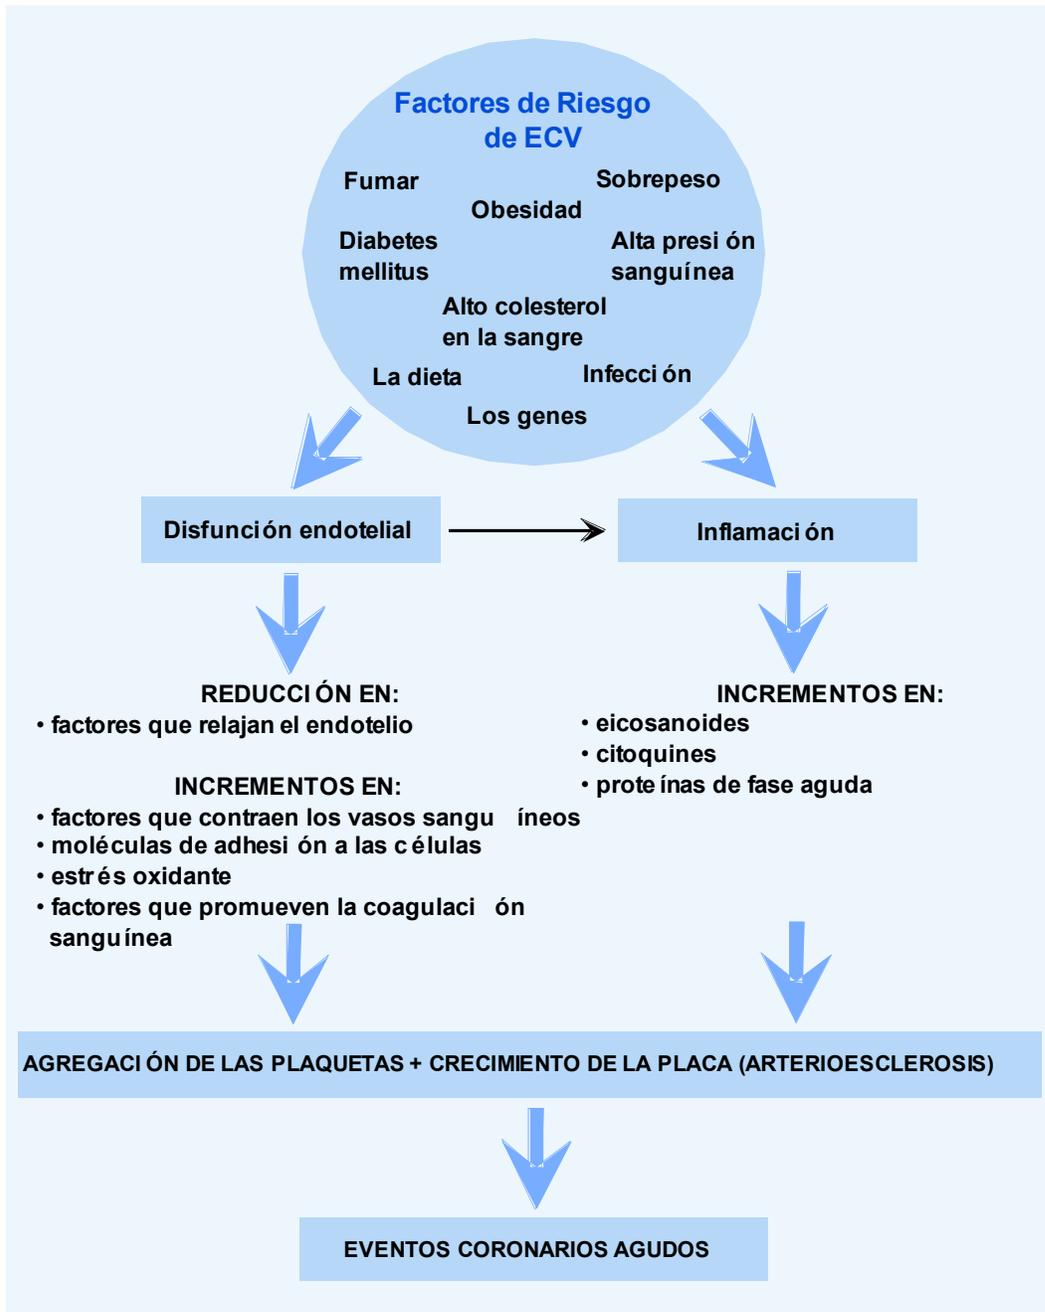 Factores de Riesgo
de ECV
Fumar
Sobrepeso
Obesidad
Diabetes
mellitus
Alta presión
sanguínea
Alto colesterol
en la sangre
La dieta
Infección
Los genes
Disfunción endotelial
Inflamación
REDUCCIÓN EN:
• factores que relajan el endotelio
INCREMENTOS EN:
• factores que contraen los vasos sanguíneos
• moléculas de adhesión a las células
• estrés oxidante
• factores que promueven la coagulación
sanguínea
INCREMENTOS EN:
• eicosanoides
• citoquines
• proteínas de fase aguda
AGREGACIÓN DE LAS PLAQUETAS + CRECIMIENTO DE LA PLACA (ARTERIOESCLEROSIS)
EVENTOS CORONARIOS AGUDOS